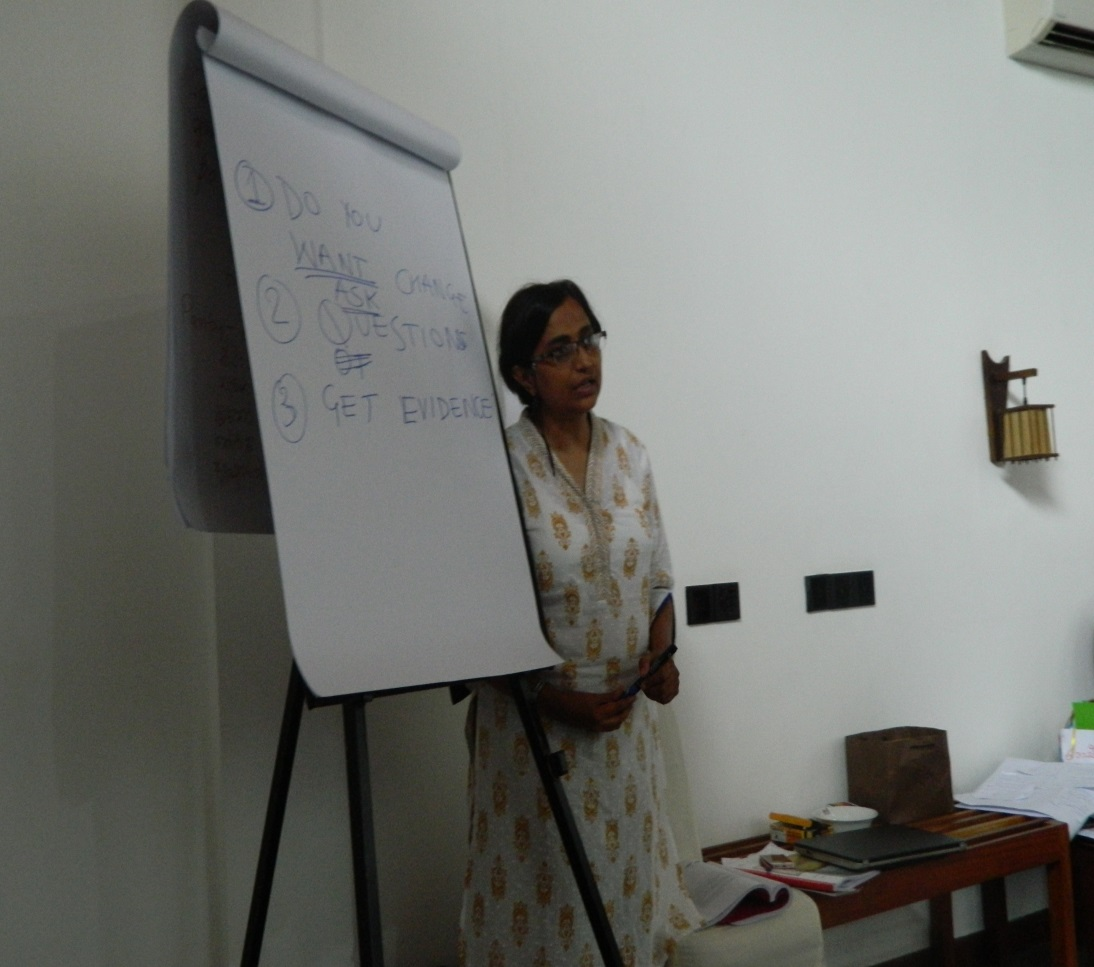 ① DO YOU
WANT CHANGE
② ASK
QUESTIONS
③ GET EVIDENCE